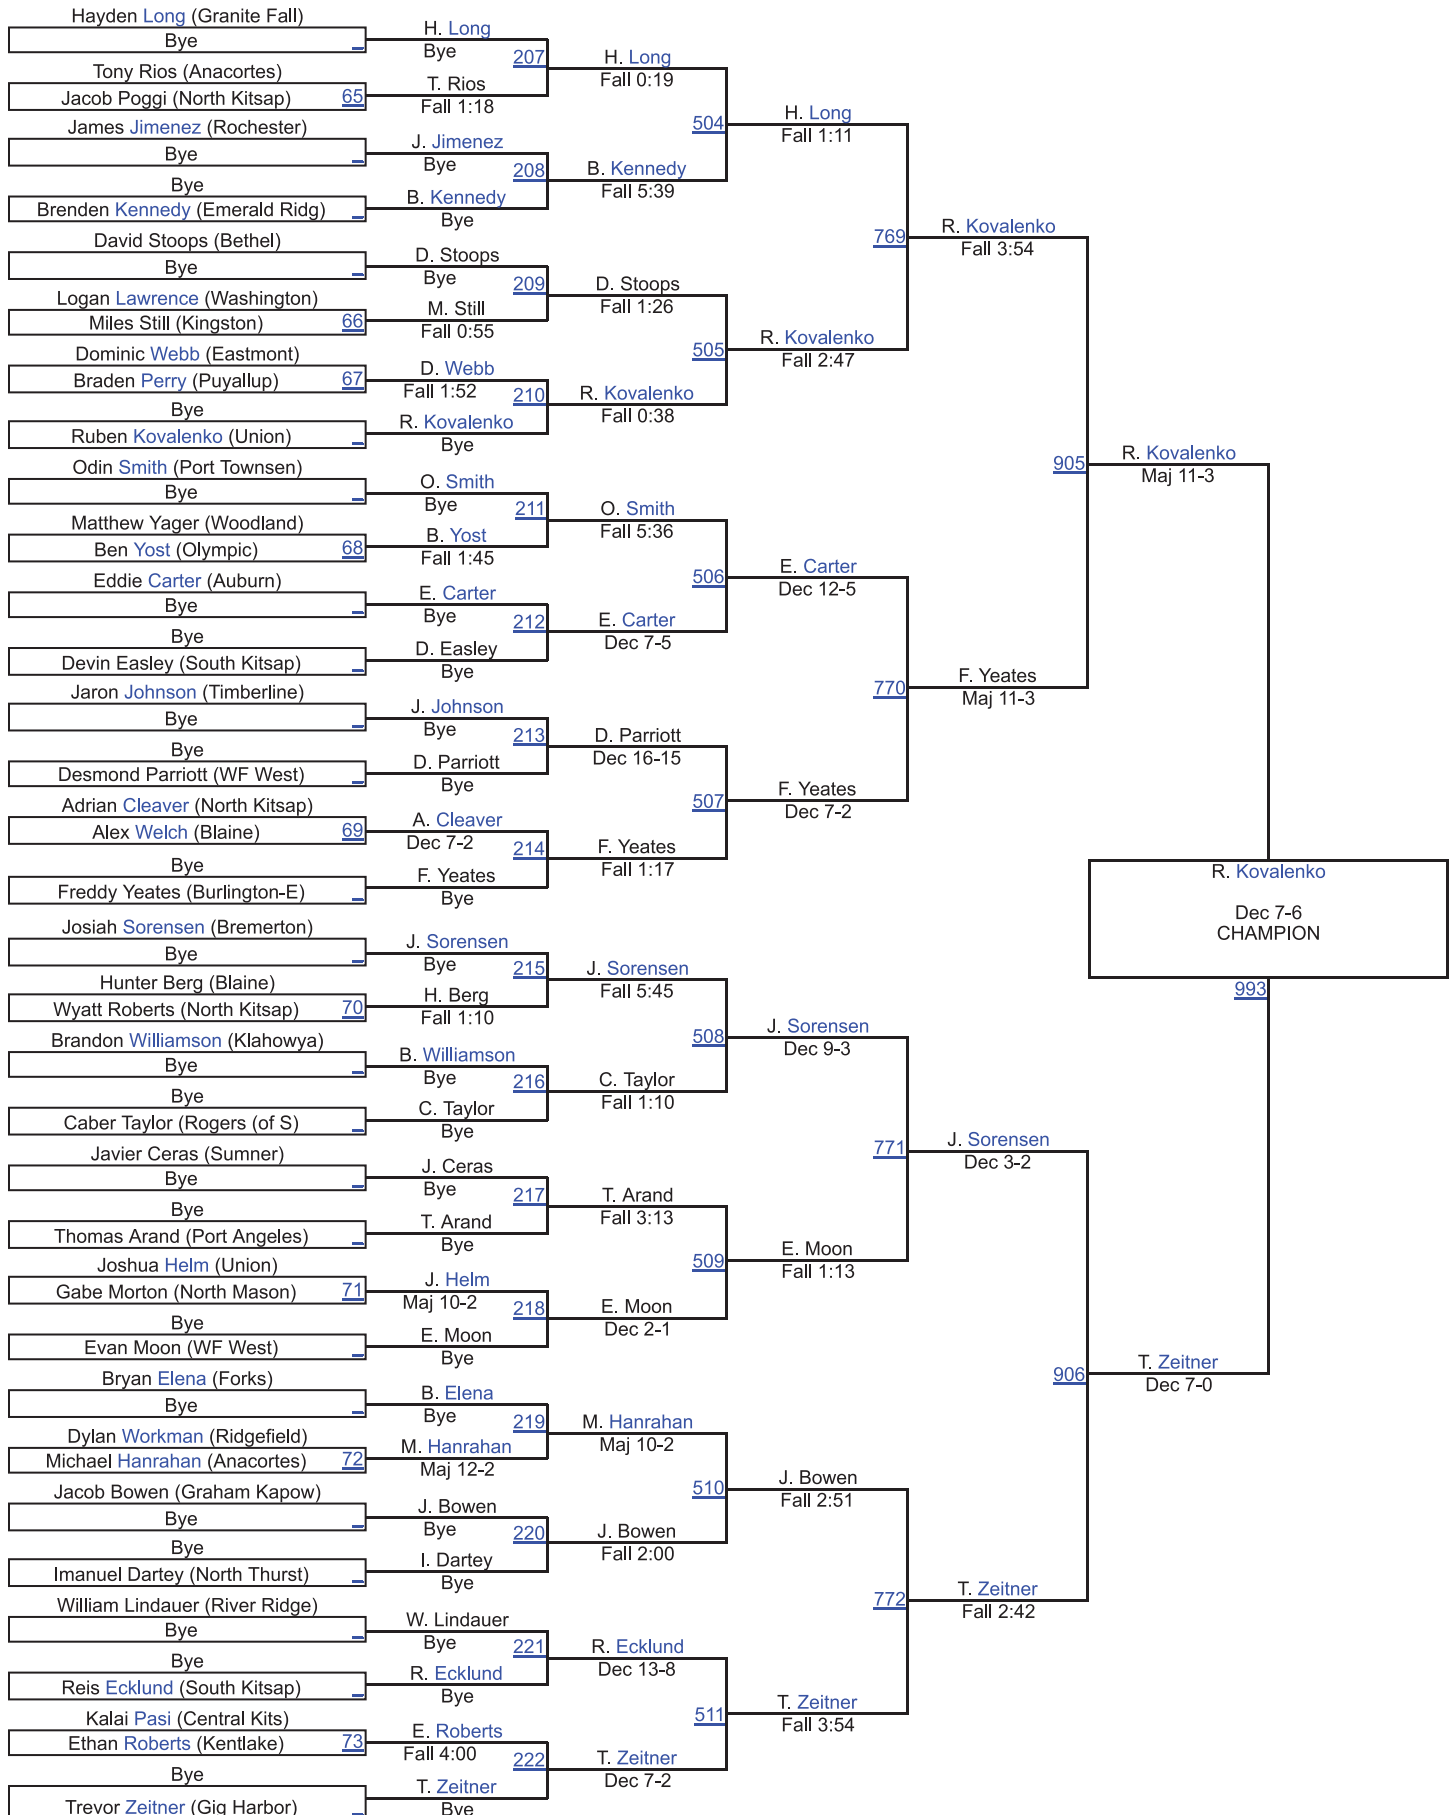 Hayden Long (Granite Fall)
Bye
Tony Rios (Anacortes)
Jacob Poggi (North Kitsap) 65
James Jimenez (Rochester)
Bye
Bye
Brenden Kennedy (Emerald Ridg)
David Stoops (Bethel)
Bye
Logan Lawrence (Washington)
Miles Still (Kingston) 66
Dominic Webb (Eastmont)
Braden Perry (Puyallup) 67
Bye
Ruben Kovalenko (Union)
Odin Smith (Port Townsen)
Bye
Matthew Yager (Woodland)
Ben Yost (Olympic) 68
Eddie Carter (Auburn)
Bye
Bye
Devin Easley (South Kitsap)
Jaron Johnson (Timberline)
Bye
Bye
Desmond Parriott (WF West)
Adrian Cleaver (North Kitsap)
Alex Welch (Blaine) 69
Bye
Freddy Yeates (Burlington-E)
Josiah Sorensen (Bremerton)
Bye
Hunter Berg (Blaine)
Wyatt Roberts (North Kitsap) 70
Brandon Williamson (Klahowya)
Bye
Bye
Caber Taylor (Rogers (of S)
Javier Ceras (Sumner)
Bye
Bye
Thomas Arand (Port Angeles)
Joshua Helm (Union)
Gabe Morton (North Mason) 71
Bye
Evan Moon (WF West)
Bryan Elena (Forks)
Bye
Dylan Workman (Ridgefield)
Michael Hanrahan (Anacortes) 72
Jacob Bowen (Graham Kapow)
Bye
Bye
Imanuel Dartey (North Thurst)
William Lindauer (River Ridge)
Bye
Bye
Reis Ecklund (South Kitsap)
Kalai Pasi (Central Kits)
Ethan Roberts (Kentlake) 73
Bye
Trevor Zeitner (Gig Harbor)
H. Long
Bye
207
T. Rios
Fall 1:18
J. Jimenez
Bye
208
B. Kennedy
Bye
D. Stoops
Bye
209
M. Still
Fall 0:55
D. Webb
Fall 1:52
210
R. Kovalenko
Bye
O. Smith
Bye
211
B. Yost
Fall 1:45
E. Carter
Bye
212
D. Easley
Bye
J. Johnson
Bye
213
D. Parriott
Bye
A. Cleaver
Dec 7-2
214
F. Yeates
Bye
J. Sorensen
Bye
215
H. Berg
Fall 1:10
B. Williamson
Bye
216
C. Taylor
Bye
J. Ceras
Bye
217
T. Arand
Bye
J. Helm
Maj 10-2
218
E. Moon
Bye
B. Elena
Bye
219
M. Hanrahan
Maj 12-2
J. Bowen
Bye
220
I. Dartey
Bye
W. Lindauer
Bye
221
R. Ecklund
Bye
E. Roberts
Fall 4:00
222
T. Zeitner
Bye
H. Long
Fall 0:19
504
B. Kennedy
Fall 5:39
D. Stoops
Fall 1:26
505
R. Kovalenko
Fall 0:38
O. Smith
Fall 5:36
506
E. Carter
Dec 7-5
D. Parriott
Dec 16-15
507
F. Yeates
Fall 1:17
J. Sorensen
Fall 5:45
508
C. Taylor
Fall 1:10
T. Arand
Fall 3:13
509
E. Moon
Dec 2-1
M. Hanrahan
Maj 10-2
510
J. Bowen
Fall 2:00
R. Ecklund
Dec 13-8
511
T. Zeitner
Dec 7-2
H. Long
Fall 1:11
769
R. Kovalenko
Fall 2:47
E. Carter
Dec 12-5
770
F. Yeates
Dec 7-2
J. Sorensen
Dec 9-3
771
E. Moon
Fall 1:13
J. Bowen
Fall 2:51
772
T. Zeitner
Fall 3:54
R. Kovalenko
Fall 3:54
905
F. Yeates
Maj 11-3
J. Sorensen
Dec 3-2
906
T. Zeitner
Fall 2:42
R. Kovalenko
Maj 11-3
R. Kovalenko
Dec 7-6
CHAMPION
993
T. Zeitner
Dec 7-0